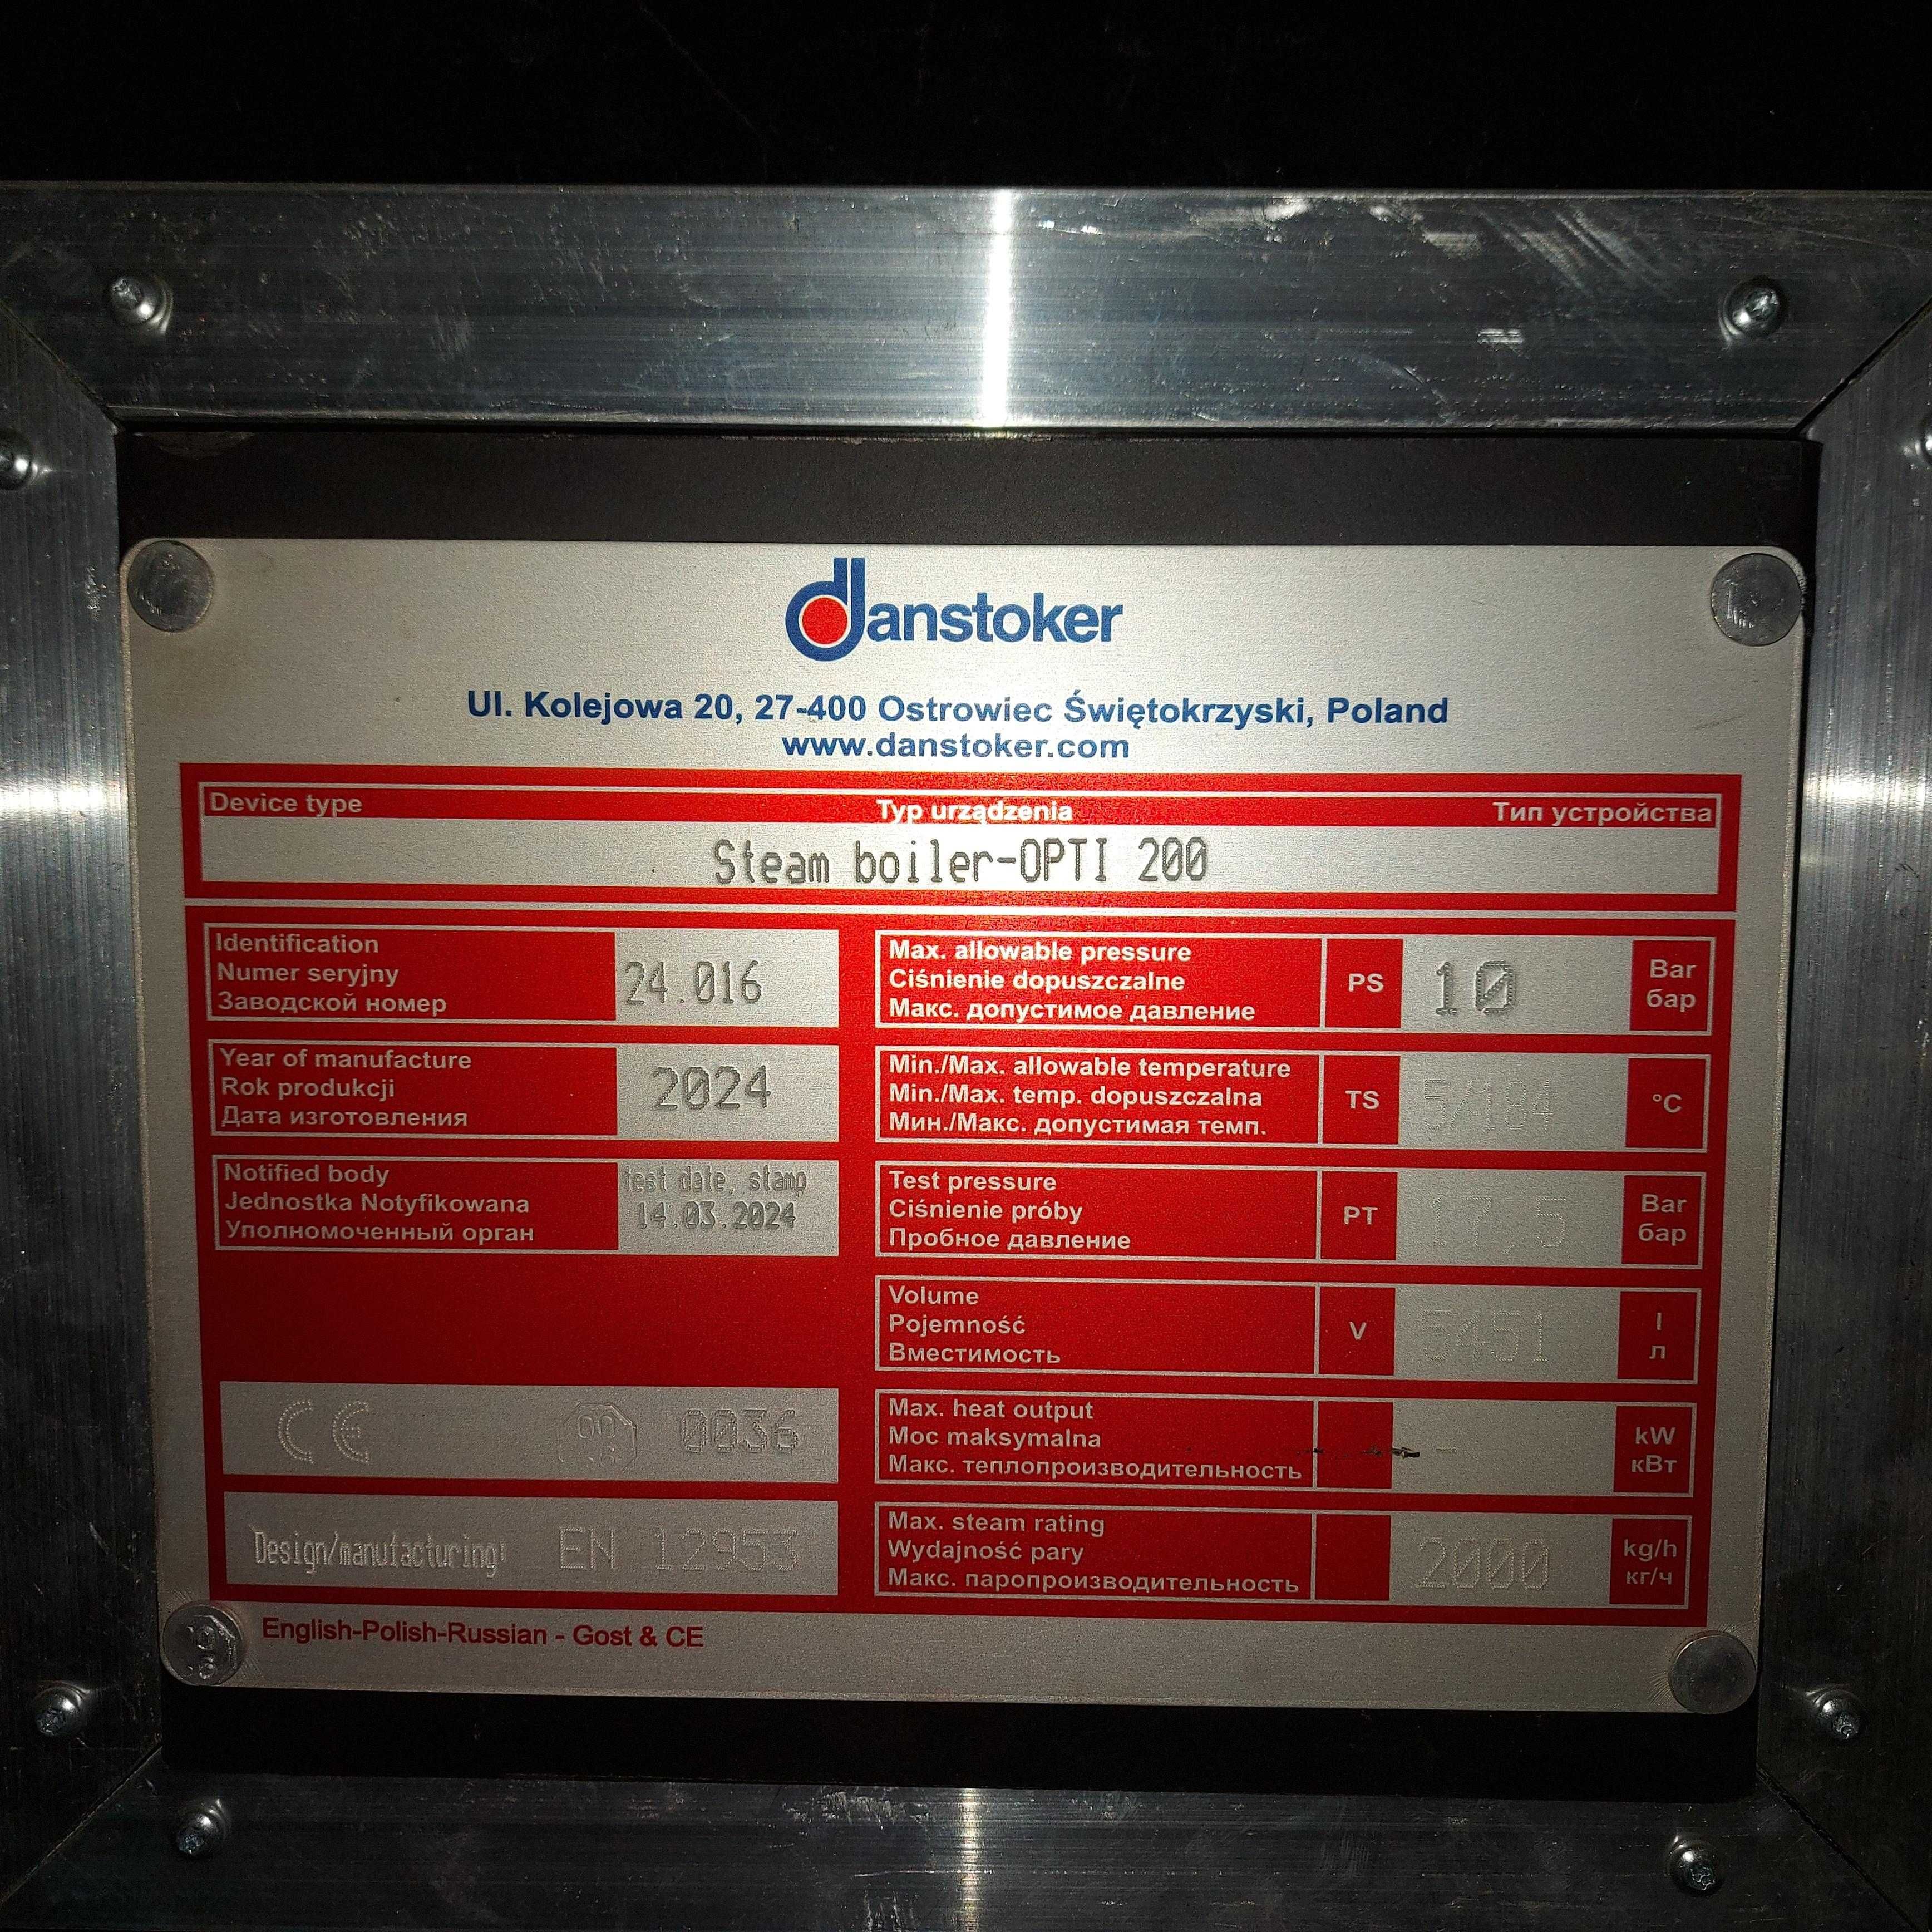 danstoker
Ul. Kolejowa 20, 27-400 Ostrowiec Świętokrzyski, Poland
www.danstoker.com
Device type Typ urządzenia Тип устройства
Steam boiler-OPTI 200
Identification
Numer seryjny
Заводской номер
24.016
Year of manufacture
Rok produkcji
Дата изготовления
2024
Notified body
Jednostka Notyfikowana
Уполномоченный орган
test date, stamp
14.03.2024
CE 0036
Design/manufacturing: EN 12953
Max. allowable pressure
Ciśnienie dopuszczalne
Макс. допустимое давление
PS
10
Bar
бар
Min./Max. allowable temperature
Min./Max. temp. dopuszczalna
Мин./Макс. допустимая темп.
TS
5/184
°C
Test pressure
Ciśnienie próby
Пробное давление
PT
17,5
Bar
бар
Volume
Pojemność
Вместимость
V
5451
l
л
Max. heat output
Moc maksymalna
Макс. теплопроизводительность
-
kW
кВт
Max. steam rating
Wydajność pary
Макс. паропроизводительность
2000
kg/h
кг/ч
English-Polish-Russian - Gost & CE